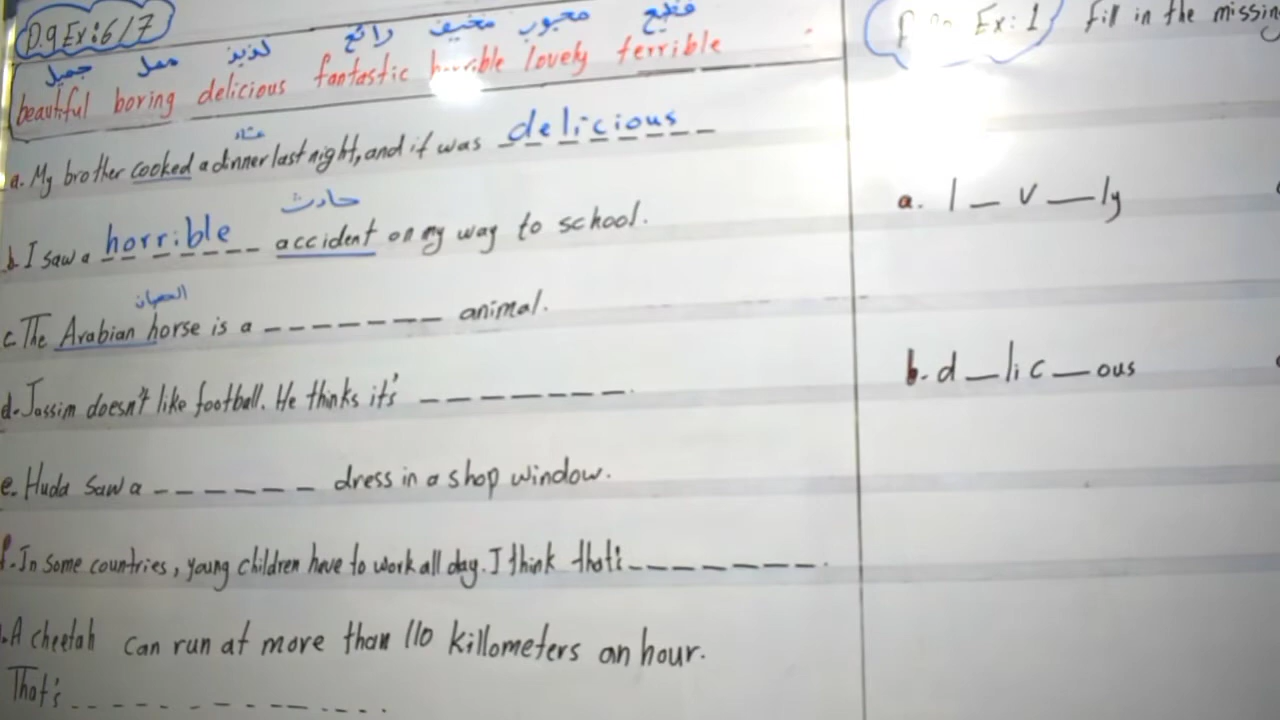 p.9 Ex:6/7
جميل ممل لذيذ رائع مخيف محبوب فظيع
beautiful boring delicious fantastic horrible lovely terrible
عشاء
a. My brother cooked a dinner last night, and it was delicious
حادث
b. I saw a horrible accident on my way to school.
الحصان
c. The Arabian horse is a _ _ _ _ _ _ _ animal.
d. Jassim doesn't like football. He thinks it's _ _ _ _ _ _ _ .
e. Huda saw a _ _ _ _ _ _ dress in a shop window.
f. In some countries, young children have to work all day. I think that's _ _ _ _ _ _ _ .
A cheetah can run at more than 110 killometers an hour.
That's _ _ _ _ _ _ _ _ _ _ _ _
Ex:1 fill in the missing
a. l _ v _ ly
b. d _ lic _ ous